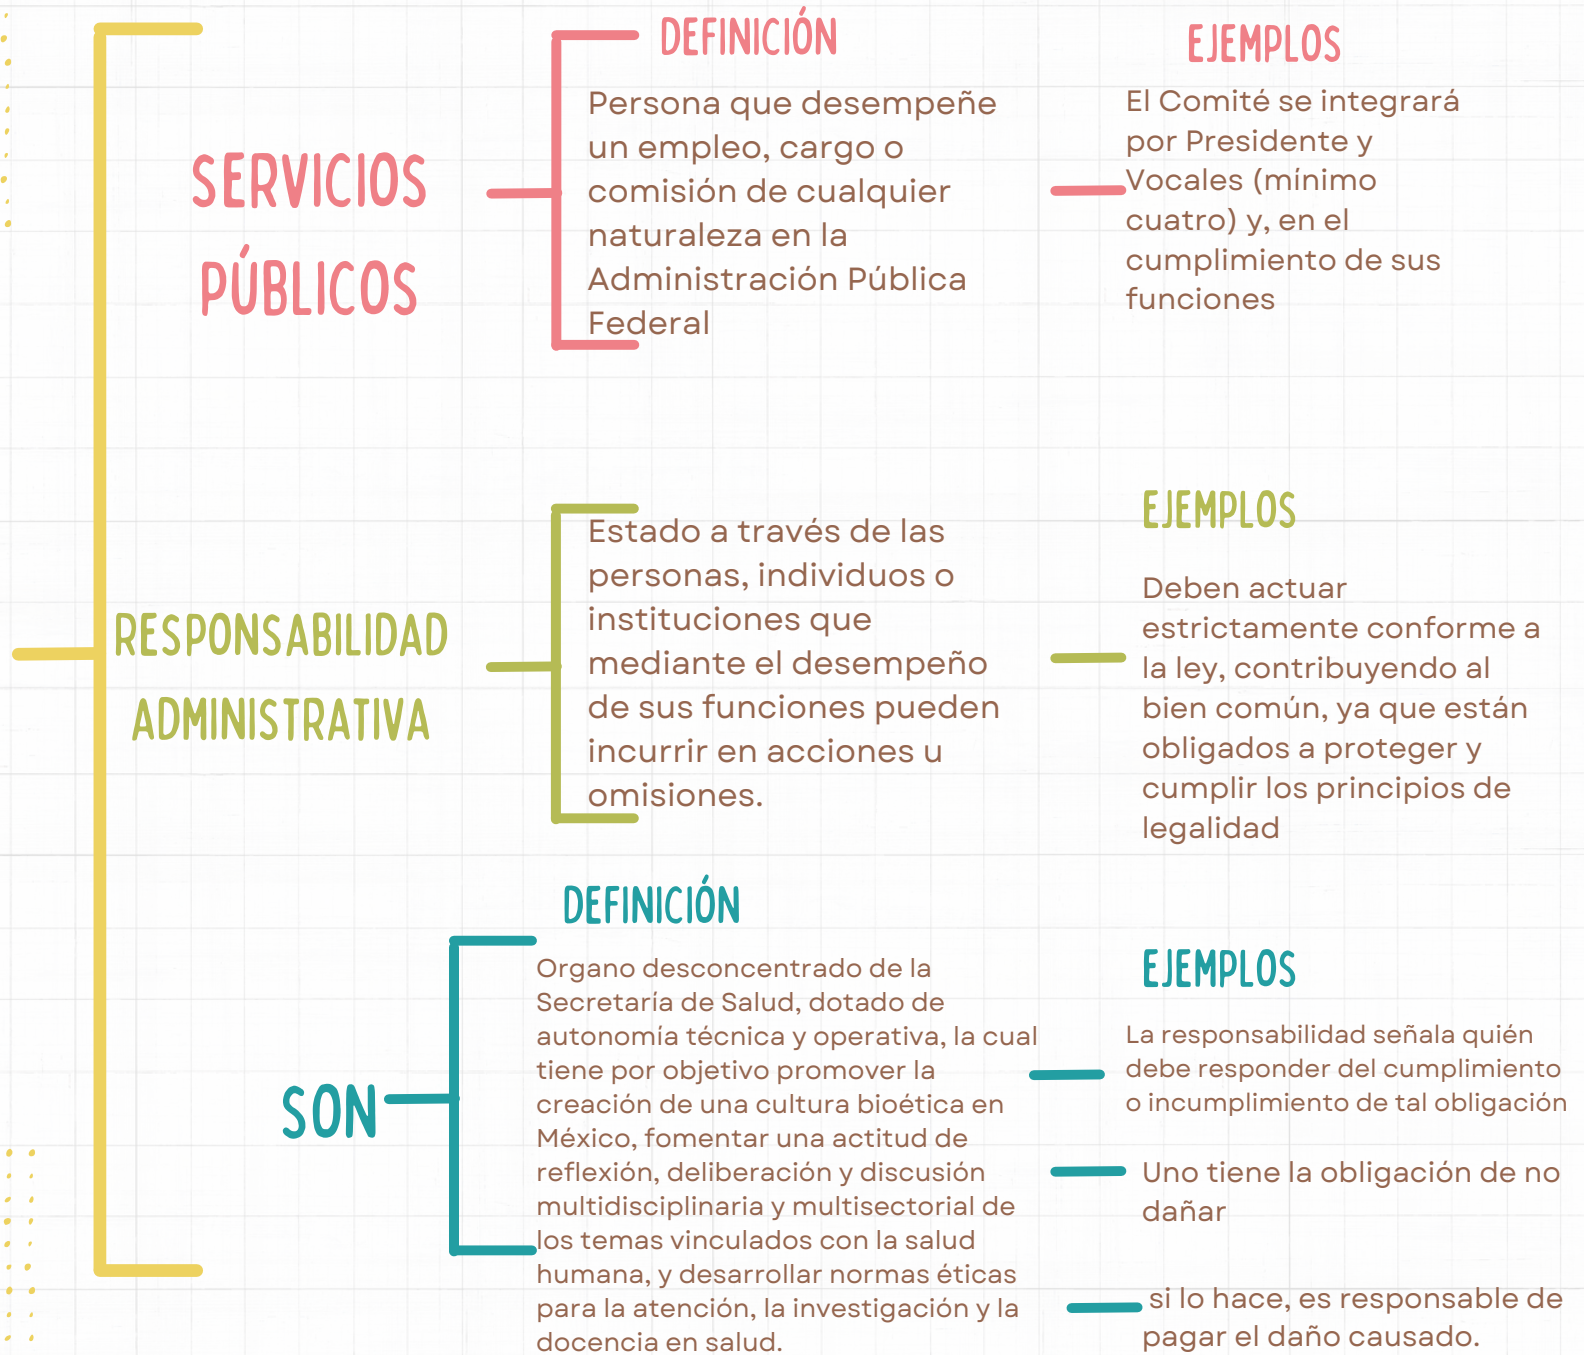 SERVICIOS
PÚBLICOS
DEFINICIÓN
Persona que desempeñe
un empleo, cargo o
comisión de cualquier
naturaleza en la
Administración Pública
Federal
EJEMPLOS
El Comité se integrará
por Presidente y
Vocales (mínimo
cuatro) y, en el
cumplimiento de sus
funciones
RESPONSABILIDAD
ADMINISTRATIVA
Estado a través de las
personas, individuos o
instituciones que
mediante el desempeño
de sus funciones pueden
incurrir en acciones u
omisiones.
EJEMPLOS
Deben actuar
estrictamente conforme a
la ley, contribuyendo al
bien común, ya que están
obligados a proteger y
cumplir los principios de
legalidad
SON
DEFINICIÓN
Organo desconcentrado de la
Secretaría de Salud, dotado de
autonomía técnica y operativa, la cual
tiene por objetivo promover la
creación de una cultura bioética en
México, fomentar una actitud de
reflexión, deliberación y discusión
multidisciplinaria y multisectorial de
los temas vinculados con la salud
humana, y desarrollar normas éticas
para la atención, la investigación y la
docencia en salud.
EJEMPLOS
La responsabilidad señala quién
debe responder del cumplimiento
o incumplimiento de tal obligación
Uno tiene la obligación de no
dañar
si lo hace, es responsable de
pagar el daño causado.